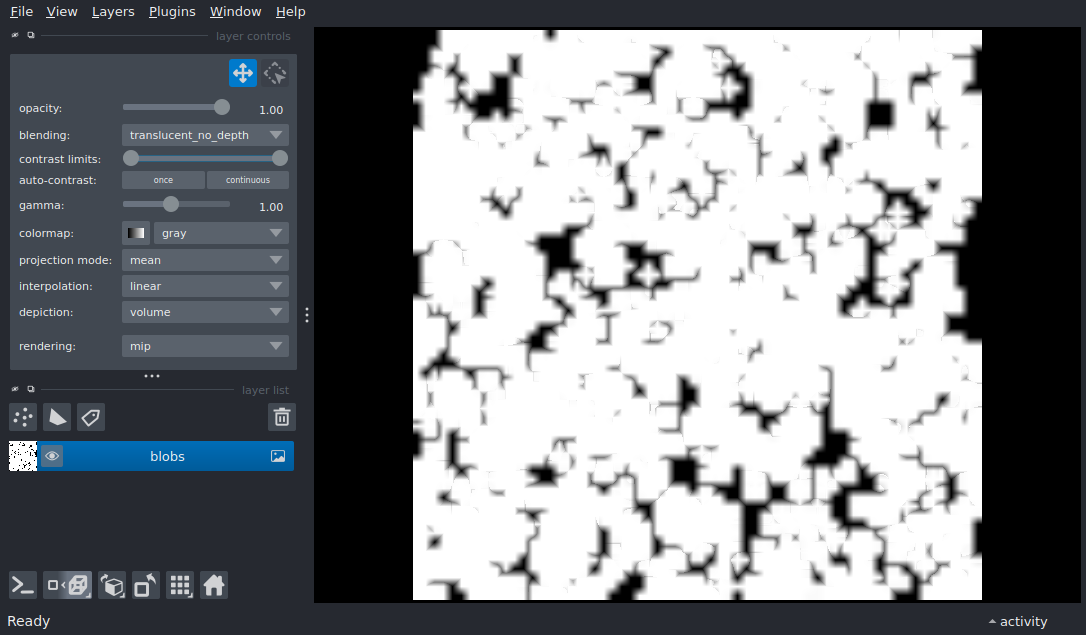 File View Layers Plugins Window Help
layer controls
opacity: 1.00
blending: translucent_no_depth
contrast limits:
auto-contrast: once continuous
gamma: 1.00
colormap: gray
projection mode: mean
interpolation: linear
depiction: volume
rendering: mip
layer list
blobs
Ready
activity